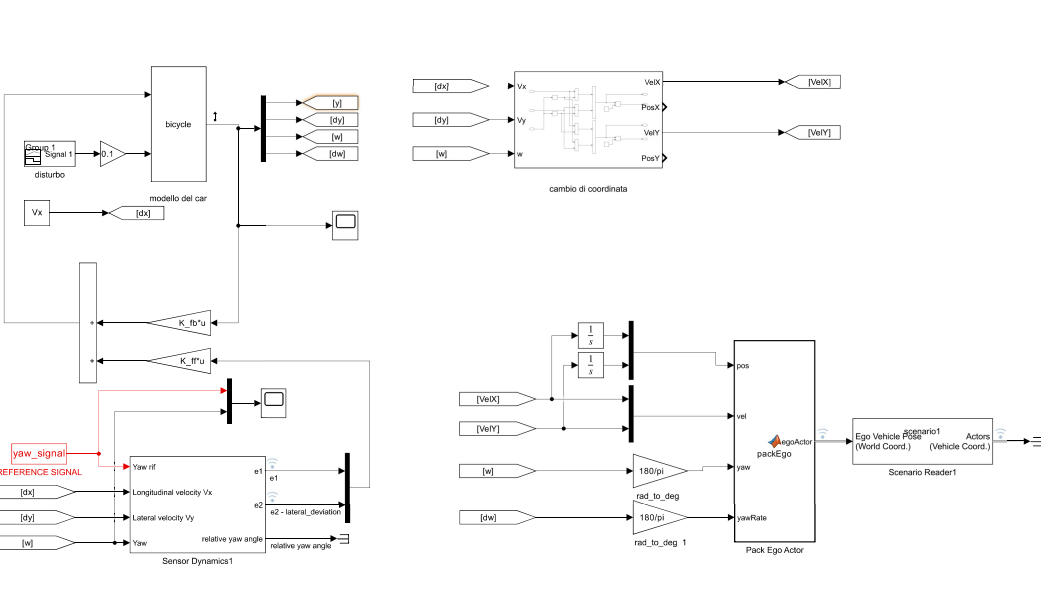 bicycle
modello del car
Group 1
Signal 1
disturbo
0.1
Vx
[dx]
[y]
[dy]
[w]
[dw]
+
+
K_fb*u
K_ff*u
yaw_signal
REFERENCE SIGNAL
[dx]
[dy]
[w]
Yaw rif
Longitudinal velocity Vx
Lateral velocity Vy
Yaw
e1
e2
relative yaw angle
Sensor Dynamics1
e1
e2 - lateral_deviation
relative yaw angle
[dx]
[dy]
[w]
Vx
Vy
w
VelX
PosX
VelY
PosY
cambio di coordinata
[VelX]
[VelY]
1
s
1
s
[VelX]
[VelY]
[w]
[dw]
180/pi
rad_to_deg
180/pi
rad_to_deg 1
pos
vel
yaw
yawRate
egoActor
packEgo
Pack Ego Actor
scenario1
Ego Vehicle Pose
(World Coord.)
Actors
(Vehicle Coord.)
Scenario Reader1